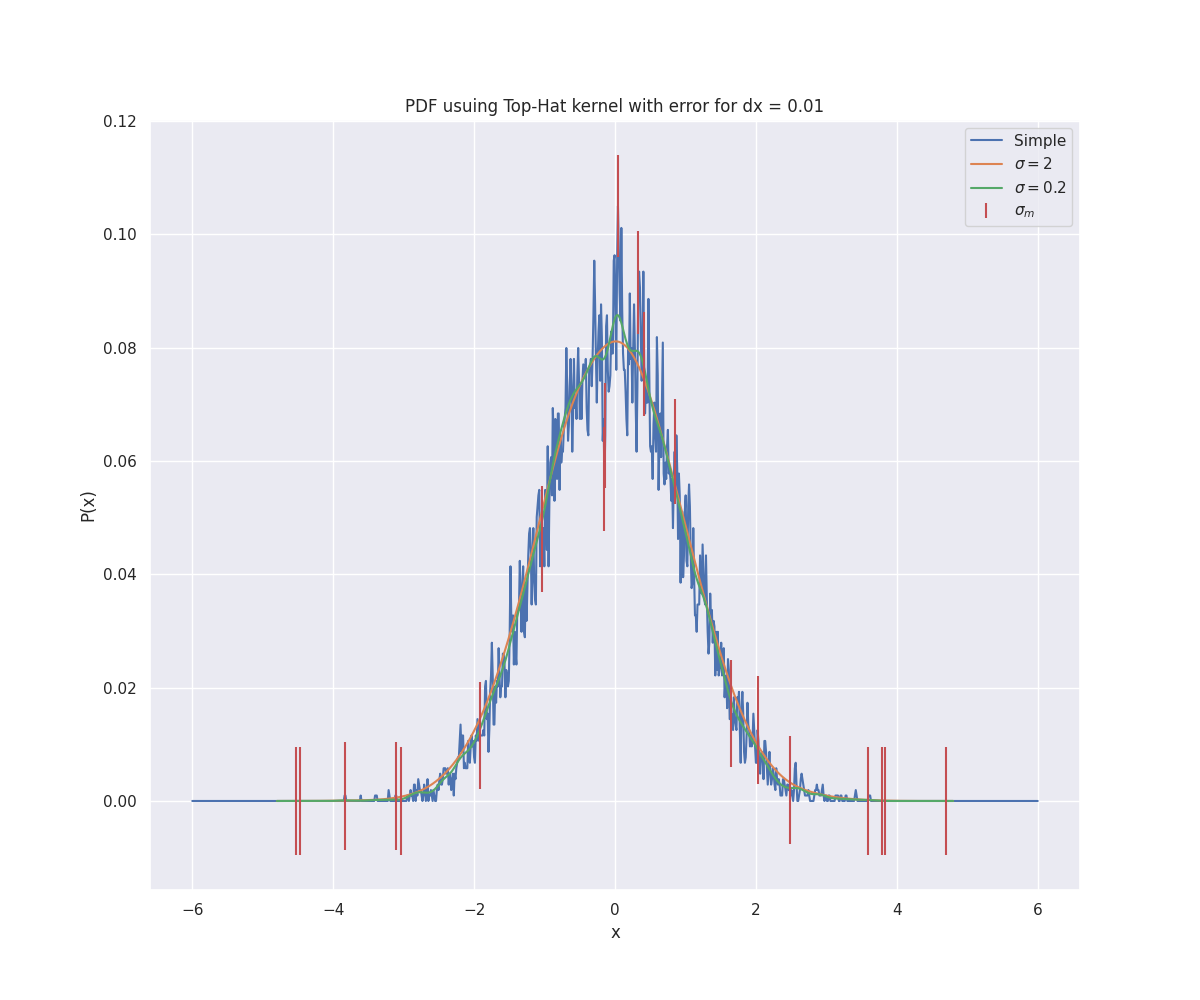 PDF usuing Top-Hat kernel with error for dx = 0.01
0.12
0.10
0.08
0.06
0.04
0.02
0.00
P(x)
Simple
σ = 2
σ = 0.2
σₘ
−6
−4
−2
0
2
4
6
x